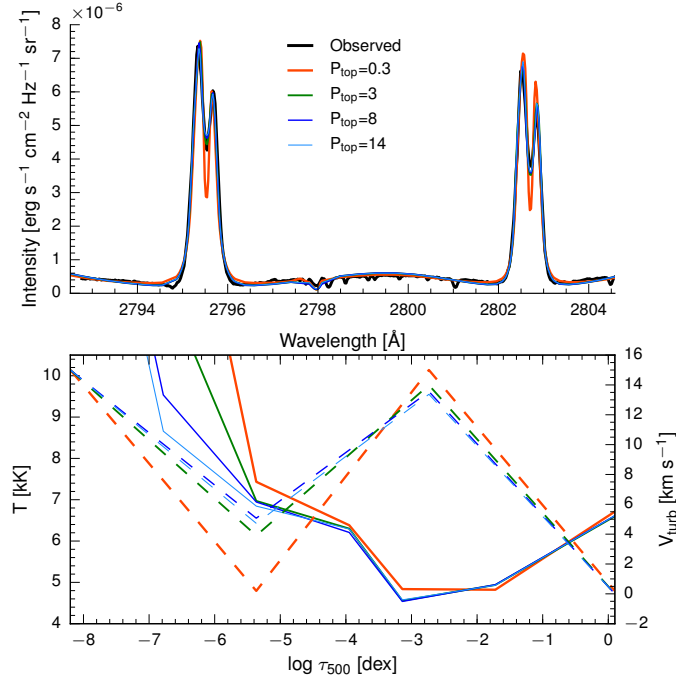 ×10⁻⁶
8
7
6
5
4
3
2
1
0
Intensity [erg s⁻¹ cm⁻² Hz⁻¹ sr⁻¹]
Observed
P_top=0.3
P_top=3
P_top=8
P_top=14
2794 2796 2798 2800 2802 2804
Wavelength [Å]
10
9
8
7
6
5
4
T [kK]
16
14
12
10
8
6
4
2
0
−2
V_turb [km s⁻¹]
−8 −7 −6 −5 −4 −3 −2 −1 0
log τ₅₀₀ [dex]